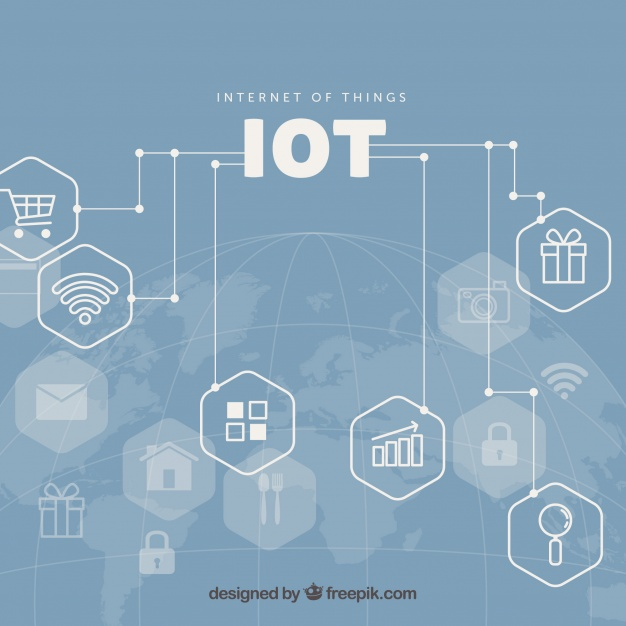 INTERNET OF THINGS
IOT
designed by freepik.com